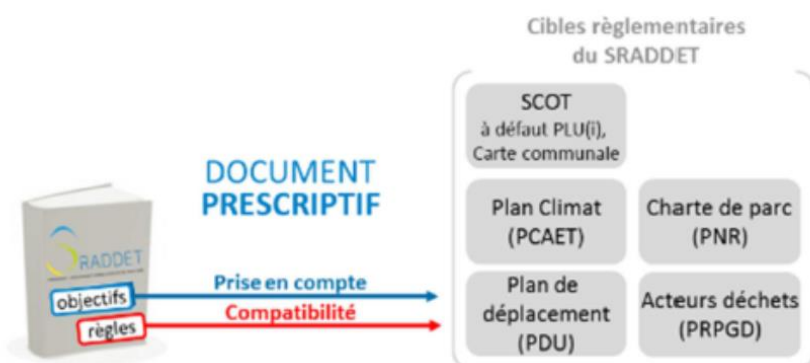 Cibles règlementaires
du SRADDET
SCOT
à défaut PLU(i),
Carte communale
DOCUMENT
PRESCRIPTIF
Plan Climat
(PCAET)
Charte de parc
(PNR)
SRADDET
objectifs
règles
Prise en compte
Compatibilité
Plan de
déplacement
(PDU)
Acteurs déchets
(PRPGD)